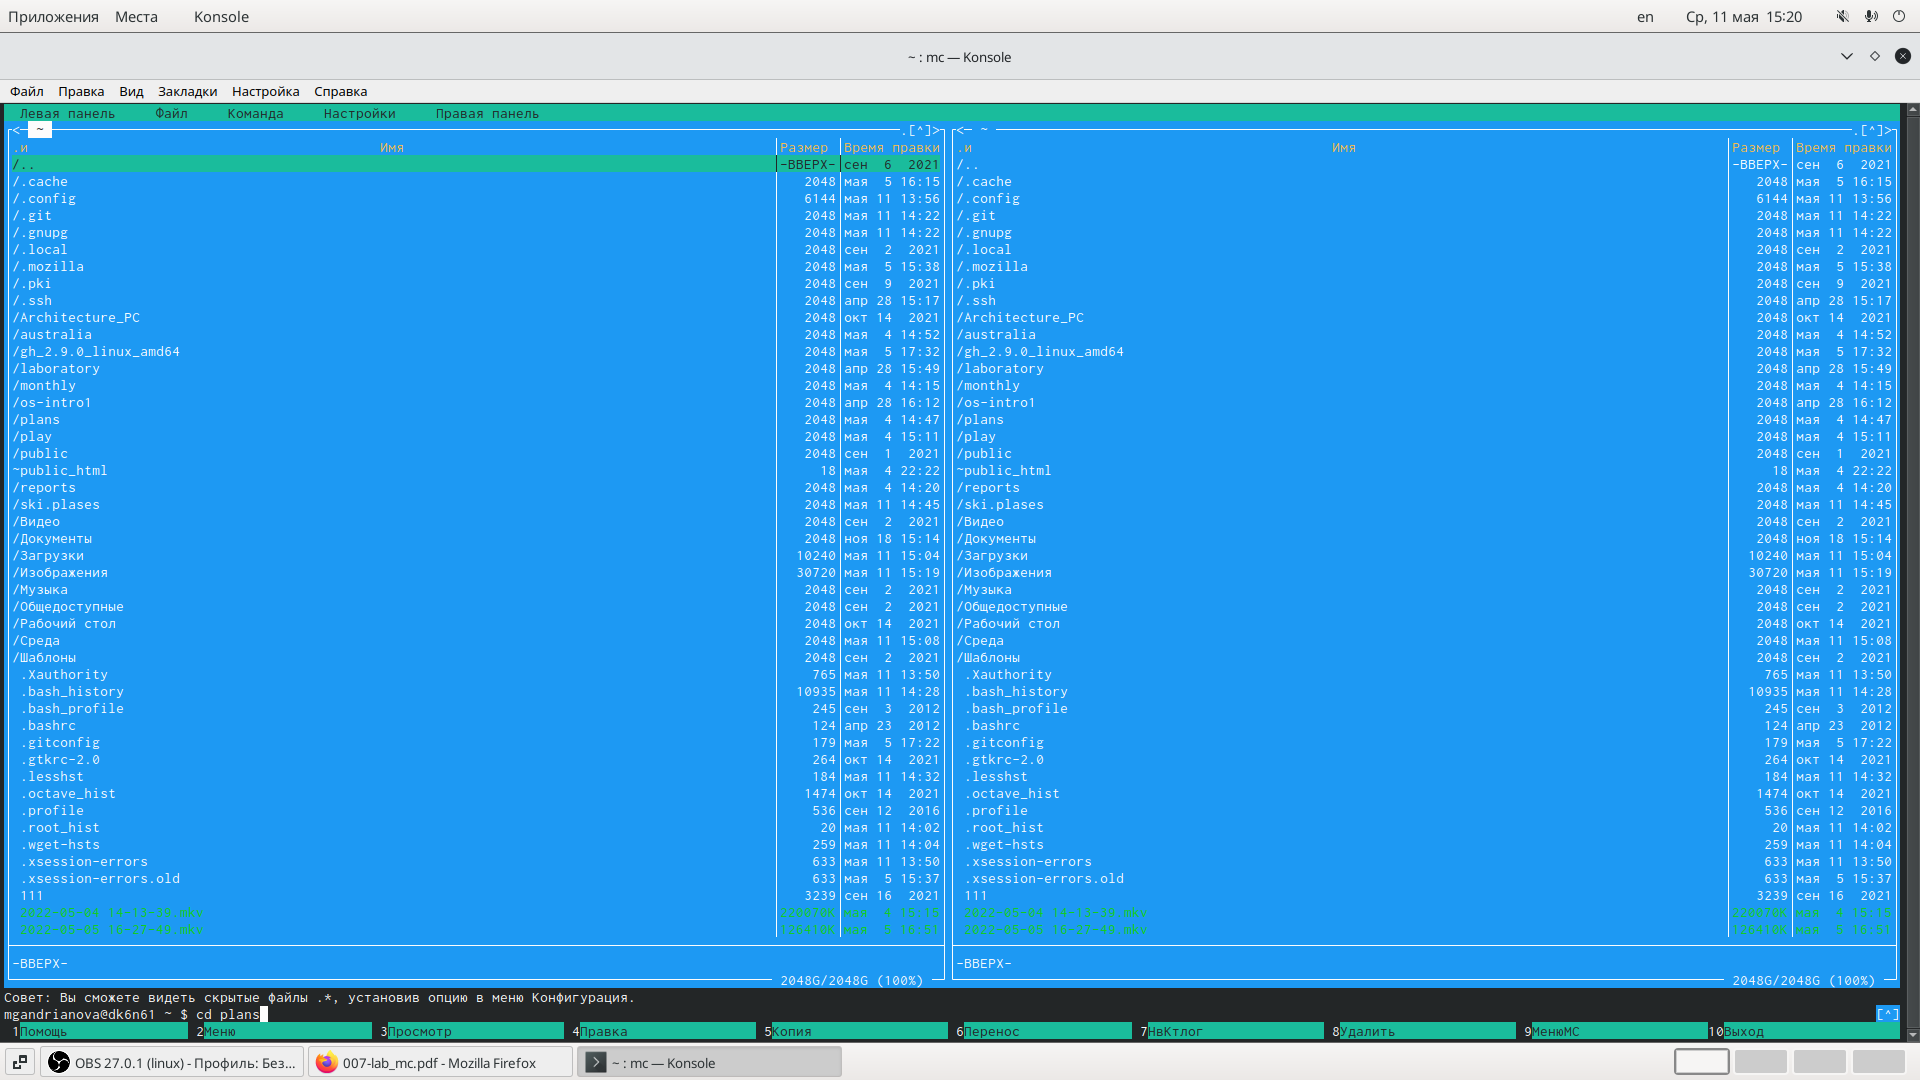 Приложения Места Konsole en Ср, 11 мая 15:20
~ : mc — Konsole
Файл Правка Вид Закладки Настройка Справка
Левая панель Файл Команда Настройки Правая панель
<─ ~ .[^]> <─ ~ .[^]>
.и Имя Размер Время правки .и Имя Размер Время правки
/.. -ВВЕРХ- сен 6 2021 /.. -ВВЕРХ- сен 6 2021
/.cache 2048 мая 5 16:15 /.cache 2048 мая 5 16:15
/.config 6144 мая 11 13:56 /.config 6144 мая 11 13:56
/.git 2048 мая 11 14:22 /.git 2048 мая 11 14:22
/.gnupg 2048 мая 11 14:22 /.gnupg 2048 мая 11 14:22
/.local 2048 сен 2 2021 /.local 2048 сен 2 2021
/.mozilla 2048 мая 5 15:38 /.mozilla 2048 мая 5 15:38
/.pki 2048 сен 9 2021 /.pki 2048 сен 9 2021
/.ssh 2048 апр 28 15:17 /.ssh 2048 апр 28 15:17
/Architecture_PC 2048 окт 14 2021 /Architecture_PC 2048 окт 14 2021
/australia 2048 мая 4 14:52 /australia 2048 мая 4 14:52
/gh_2.9.0_linux_amd64 2048 мая 5 17:32 /gh_2.9.0_linux_amd64 2048 мая 5 17:32
/laboratory 2048 апр 28 15:49 /laboratory 2048 апр 28 15:49
/monthly 2048 мая 4 14:15 /monthly 2048 мая 4 14:15
/os-intro1 2048 апр 28 16:12 /os-intro1 2048 апр 28 16:12
/plans 2048 мая 4 14:47 /plans 2048 мая 4 14:47
/play 2048 мая 4 15:11 /play 2048 мая 4 15:11
/public 2048 сен 1 2021 /public 2048 сен 1 2021
~public_html 18 мая 4 22:22 ~public_html 18 мая 4 22:22
/reports 2048 мая 4 14:20 /reports 2048 мая 4 14:20
/ski.plases 2048 мая 11 14:45 /ski.plases 2048 мая 11 14:45
/Видео 2048 сен 2 2021 /Видео 2048 сен 2 2021
/Документы 2048 ноя 18 15:14 /Документы 2048 ноя 18 15:14
/Загрузки 10240 мая 11 15:04 /Загрузки 10240 мая 11 15:04
/Изображения 30720 мая 11 15:19 /Изображения 30720 мая 11 15:19
/Музыка 2048 сен 2 2021 /Музыка 2048 сен 2 2021
/Общедоступные 2048 сен 2 2021 /Общедоступные 2048 сен 2 2021
/Рабочий стол 2048 окт 14 2021 /Рабочий стол 2048 окт 14 2021
/Среда 2048 мая 11 15:08 /Среда 2048 мая 11 15:08
/Шаблоны 2048 сен 2 2021 /Шаблоны 2048 сен 2 2021
.Xauthority 765 мая 11 13:50 .Xauthority 765 мая 11 13:50
.bash_history 10935 мая 11 14:28 .bash_history 10935 мая 11 14:28
.bash_profile 245 сен 3 2012 .bash_profile 245 сен 3 2012
.bashrc 124 апр 23 2012 .bashrc 124 апр 23 2012
.gitconfig 179 мая 5 17:22 .gitconfig 179 мая 5 17:22
.gtkrc-2.0 264 окт 14 2021 .gtkrc-2.0 264 окт 14 2021
.lesshst 184 мая 11 14:32 .lesshst 184 мая 11 14:32
.octave_hist 1474 окт 14 2021 .octave_hist 1474 окт 14 2021
.profile 536 сен 12 2016 .profile 536 сен 12 2016
.root_hist 20 мая 11 14:02 .root_hist 20 мая 11 14:02
.wget-hsts 259 мая 11 14:04 .wget-hsts 259 мая 11 14:04
.xsession-errors 633 мая 11 13:50 .xsession-errors 633 мая 11 13:50
.xsession-errors.old 633 мая 5 15:37 .xsession-errors.old 633 мая 5 15:37
111 3239 сен 16 2021 111 3239 сен 16 2021
-ВВЕРХ- -ВВЕРХ-
2048G/2048G (100%) 2048G/2048G (100%)
Совет: Вы сможете видеть скрытые файлы .*, установив опцию в меню Конфигурация.
mgandrianova@dk6n61 ~ $ cd plans [^]
1Помощь 2Меню 3Просмотр 4Правка 5Копия 6Перенос 7НвКтлог 8Удалить 9МенюМС 10Выход
OBS 27.0.1 (linux) - Профиль: Без... 007-lab_mc.pdf - Mozilla Firefox ~ : mc — Konsole